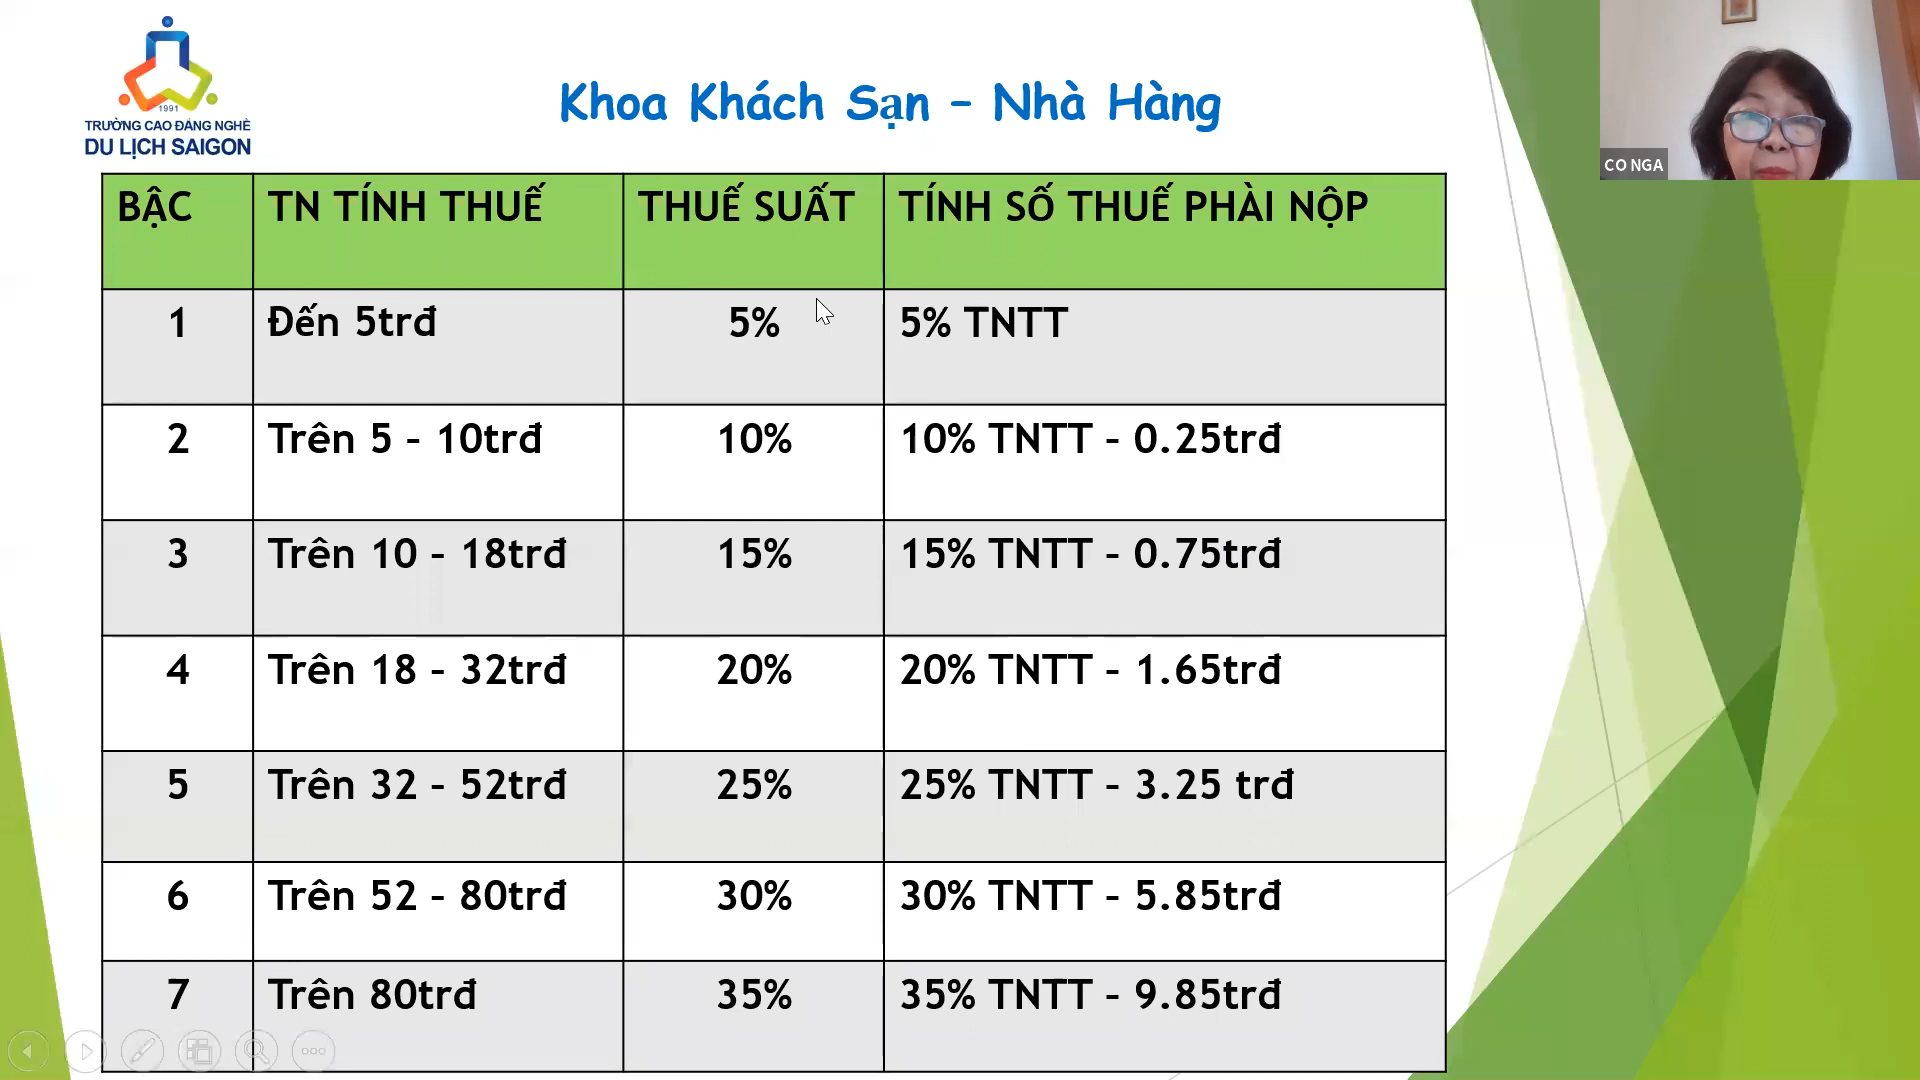 1991
TRƯỜNG CAO ĐẲNG NGHỀ
DU LỊCH SAIGON
Khoa Khách Sạn – Nhà Hàng
CO NGA
BẬC TN TÍNH THUẾ THUẾ SUẤT TÍNH SỐ THUẾ PHÀI NỘP
1 Đến 5trđ 5% 5% TNTT
2 Trên 5 – 10trđ 10% 10% TNTT – 0.25trđ
3 Trên 10 – 18trđ 15% 15% TNTT – 0.75trđ
4 Trên 18 – 32trđ 20% 20% TNTT – 1.65trđ
5 Trên 32 – 52trđ 25% 25% TNTT – 3.25 trđ
6 Trên 52 – 80trđ 30% 30% TNTT – 5.85trđ
7 Trên 80trđ 35% 35% TNTT – 9.85trđ